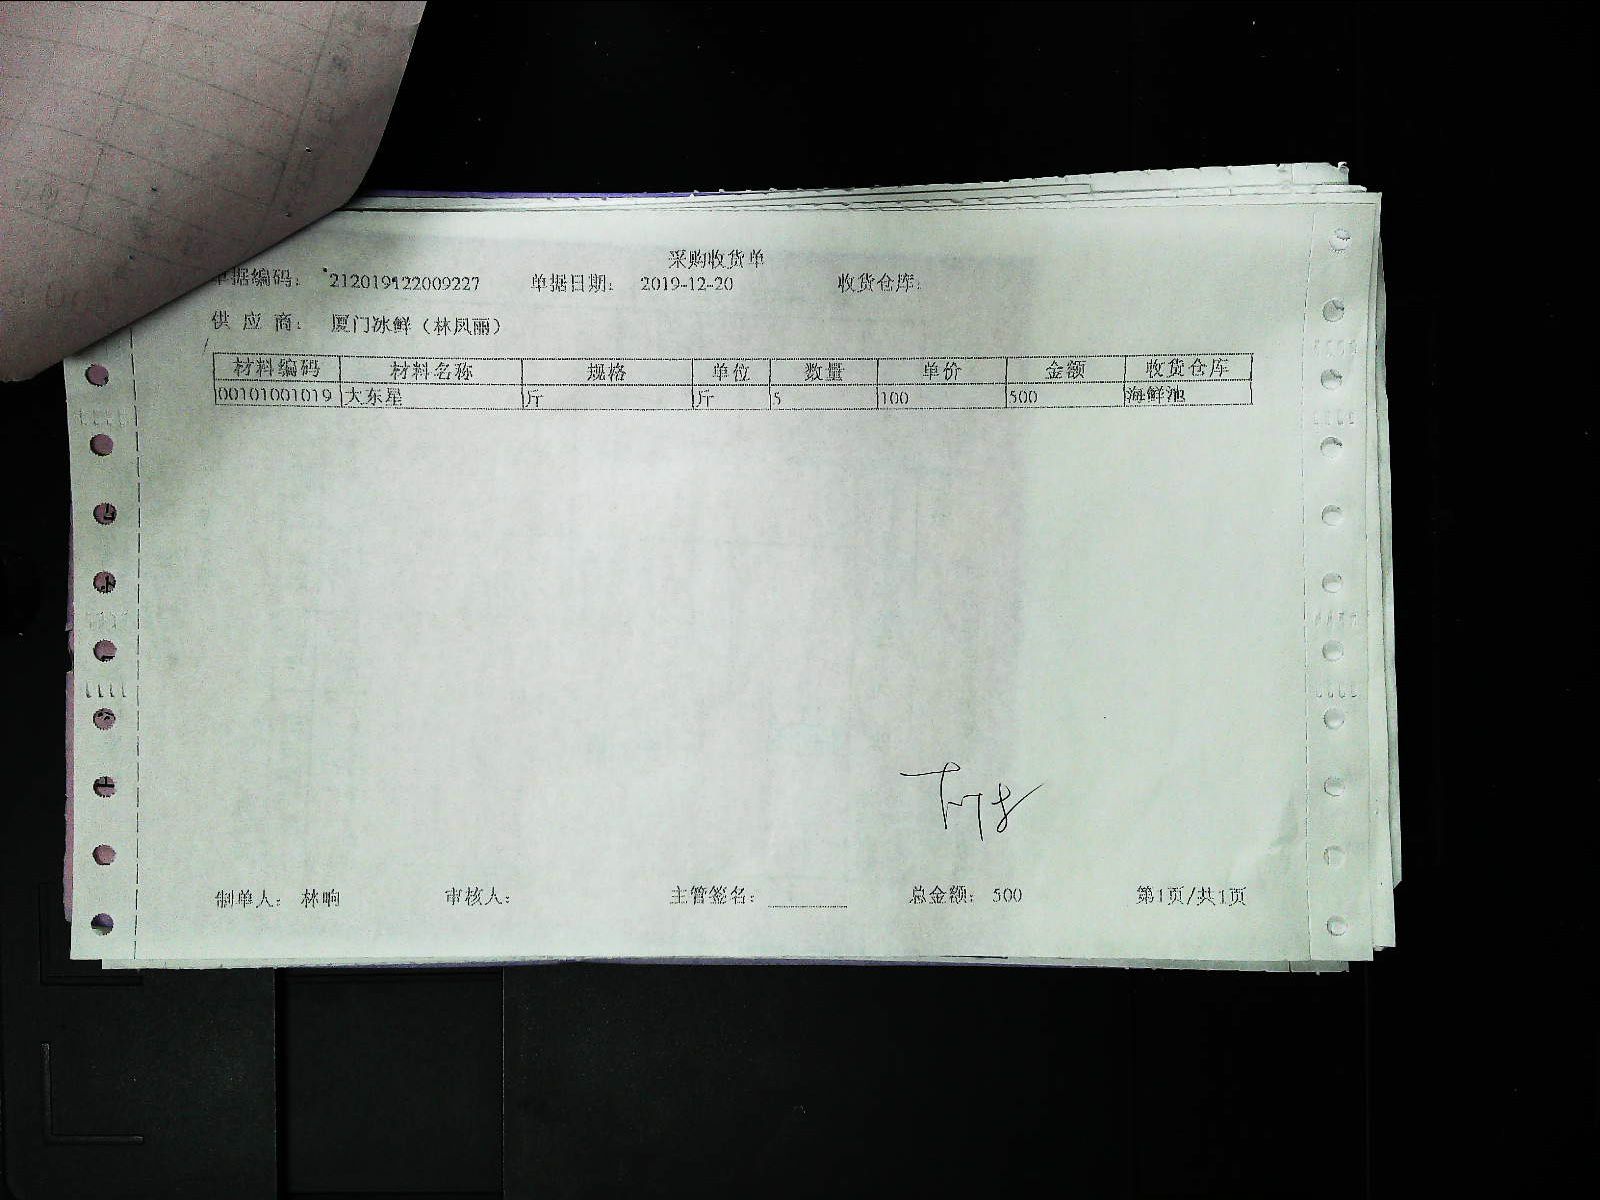 采购收货单
单据编码: 212019122009227 单据日期: 2019-12-20 收货仓库:
供 应 商: 厦门冰鲜（林凤丽）
材料编码 材料名称 规格 单位 数量 单价 金额 收货仓库
00101001019 大东星 斤 斤 5 100 500 海鲜池
制单人: 林响 审核人: 主管签名: 总金额: 500 第1页/共1页